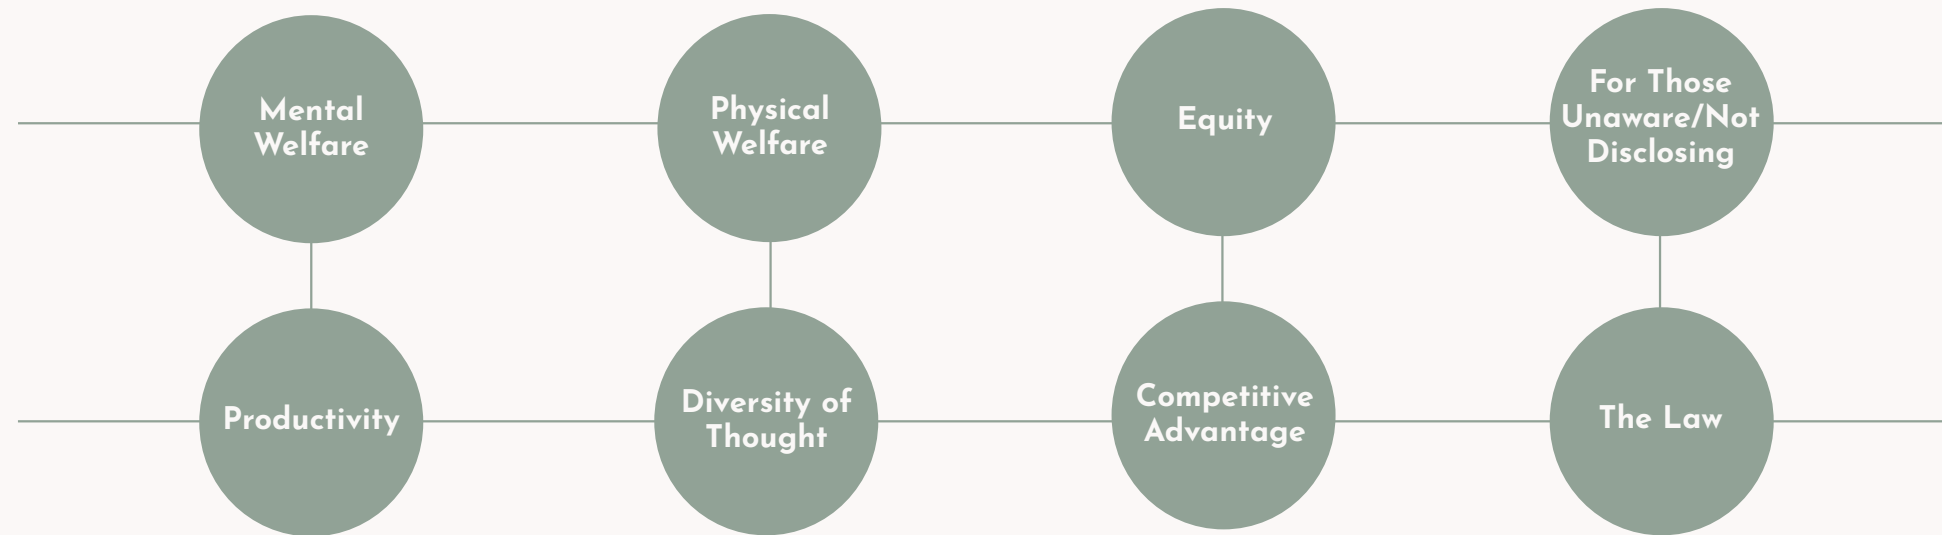 Mental
Welfare
Physical
Welfare
Equity
For Those
Unaware/Not
Disclosing
Productivity
Diversity of
Thought
Competitive
Advantage
The Law